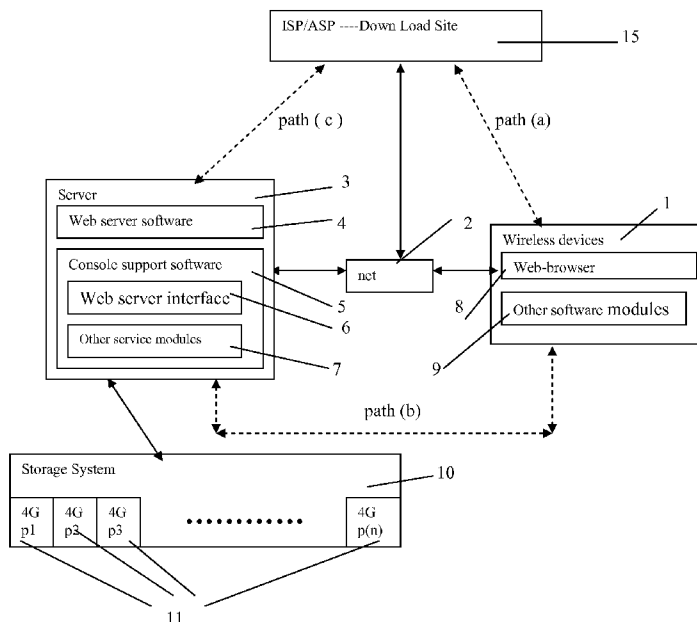 ISP/ASP ----Down Load Site
15
path ( c )
path (a)
Server
3
Web server software
4
Console support software
5
Web server interface
6
Other service modules
7
net
2
1
Wireless devices
Web-browser
8
Other software modules
9
path (b)
Storage System
10
4G
p1
4G
p3
4G
p3
4G
p(n)
11